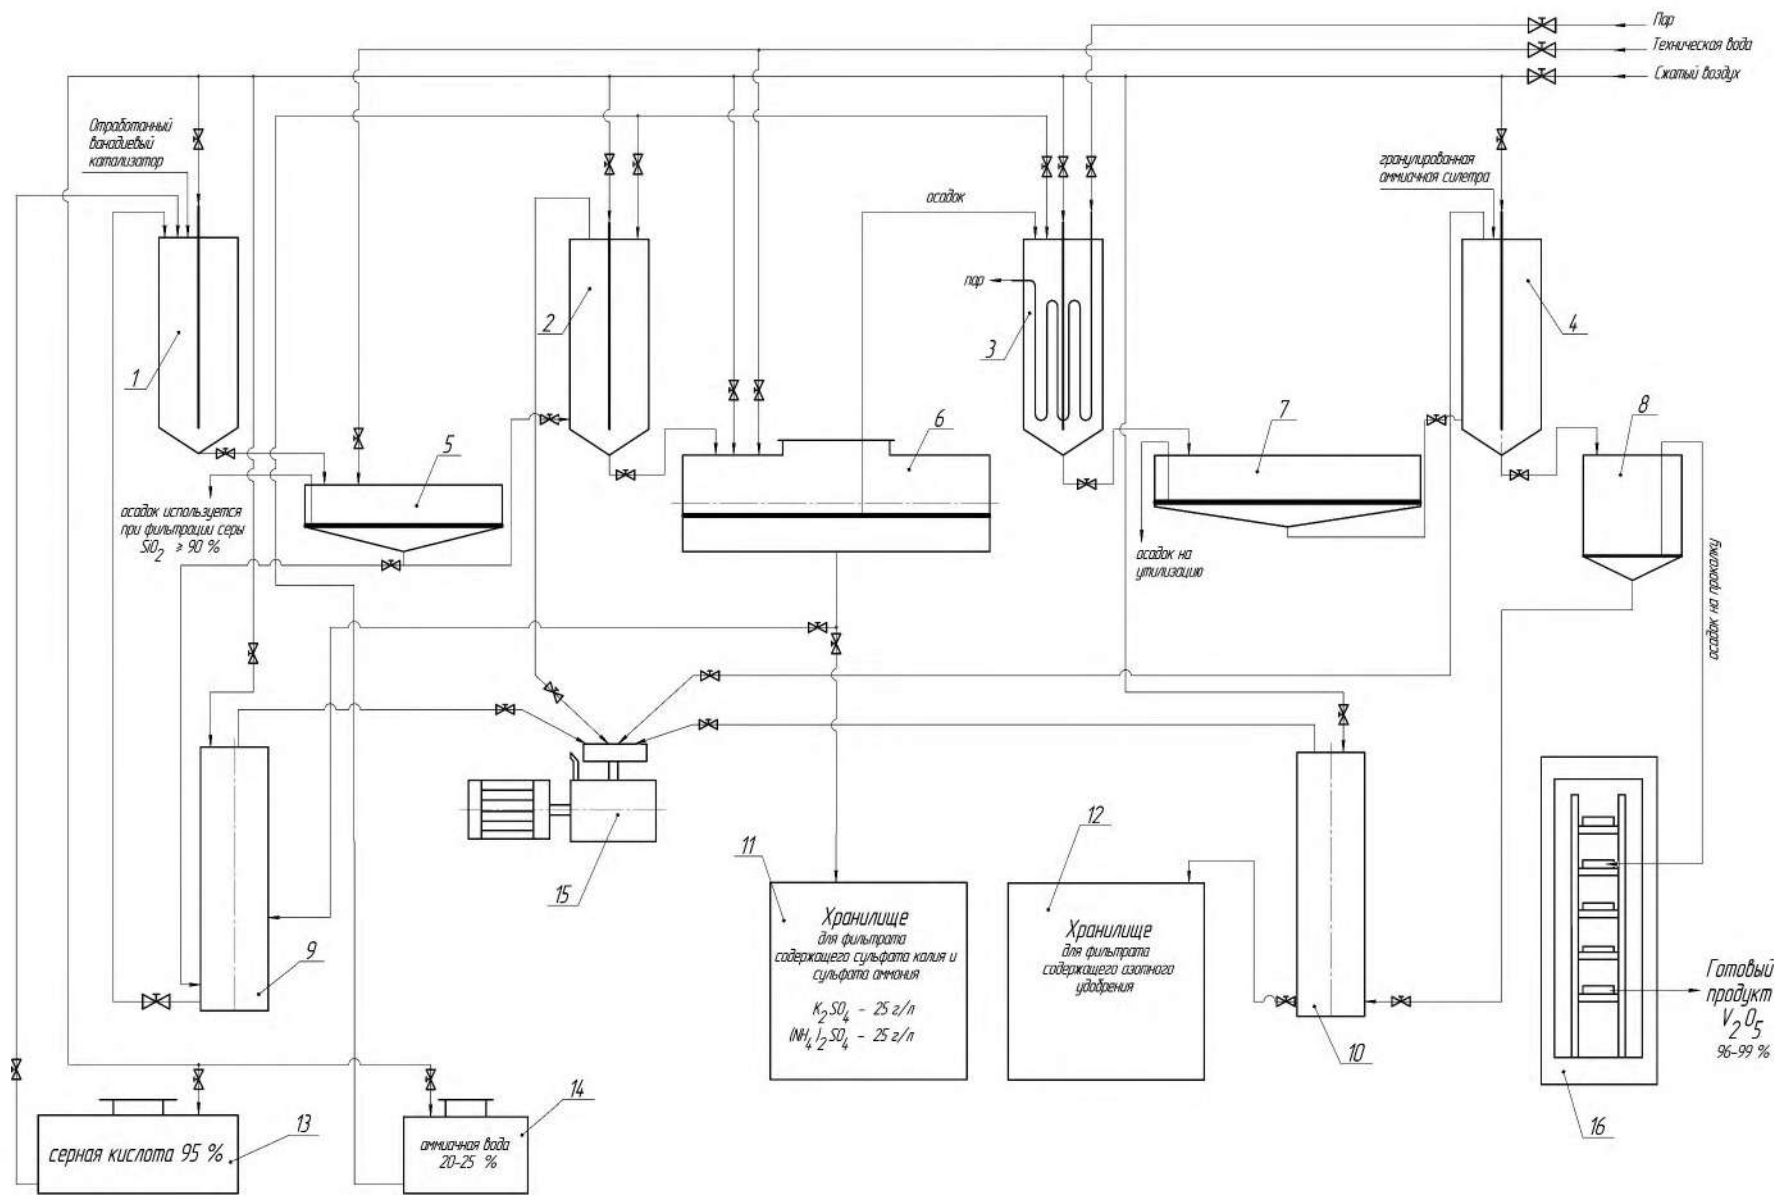 Пар
Техническая вода
Сжатый воздух
Отработанный
ванадиевый
катализатор
гранулированная
аммиачная силетра
осадок
пар
1
2
3
4
5
6
7
8
осадок используется
при фильтрации серы
SiO2 ≥ 90 %
осадок на
утилизацию
осадок на прокалку
9
10
11
12
13
14
15
16
Хранилище
для фильтрата
содержащего сульфата калия и
сульфата аммония
K2SO4 - 25 г/л
(NH4)2SO4 - 25 г/л
Хранилище
для фильтрата
содержащего азотного
удобрения
Готовый
продукт
V2O5
96-99 %
серная кислота 95 %
аммиачная вода
20-25 %